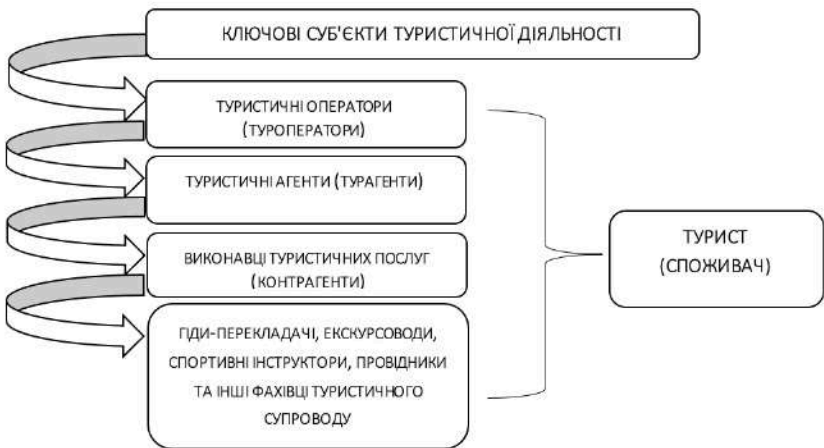 КЛЮЧОВІ СУБ'ЄКТИ ТУРИСТИЧНОЇ ДІЯЛЬНОСТІ
ТУРИСТИЧНІ ОПЕРАТОРИ
(ТУРОПЕРАТОРИ)
ТУРИСТИЧНІ АГЕНТИ (ТУРАГЕНТИ)
ВИКОНАВЦІ ТУРИСТИЧНИХ ПОСЛУГ
(КОНТРАГЕНТИ)
ГІДИ-ПЕРЕКЛАДАЧІ, ЕКСКУРСОВОДИ,
СПОРТИВНІ ІНСТРУКТОРИ, ПРОВІДНИКИ
ТА ІНШІ ФАХІВЦІ ТУРИСТИЧНОГО
СУПРОВОДУ
ТУРИСТ
(СПОЖИВАЧ)